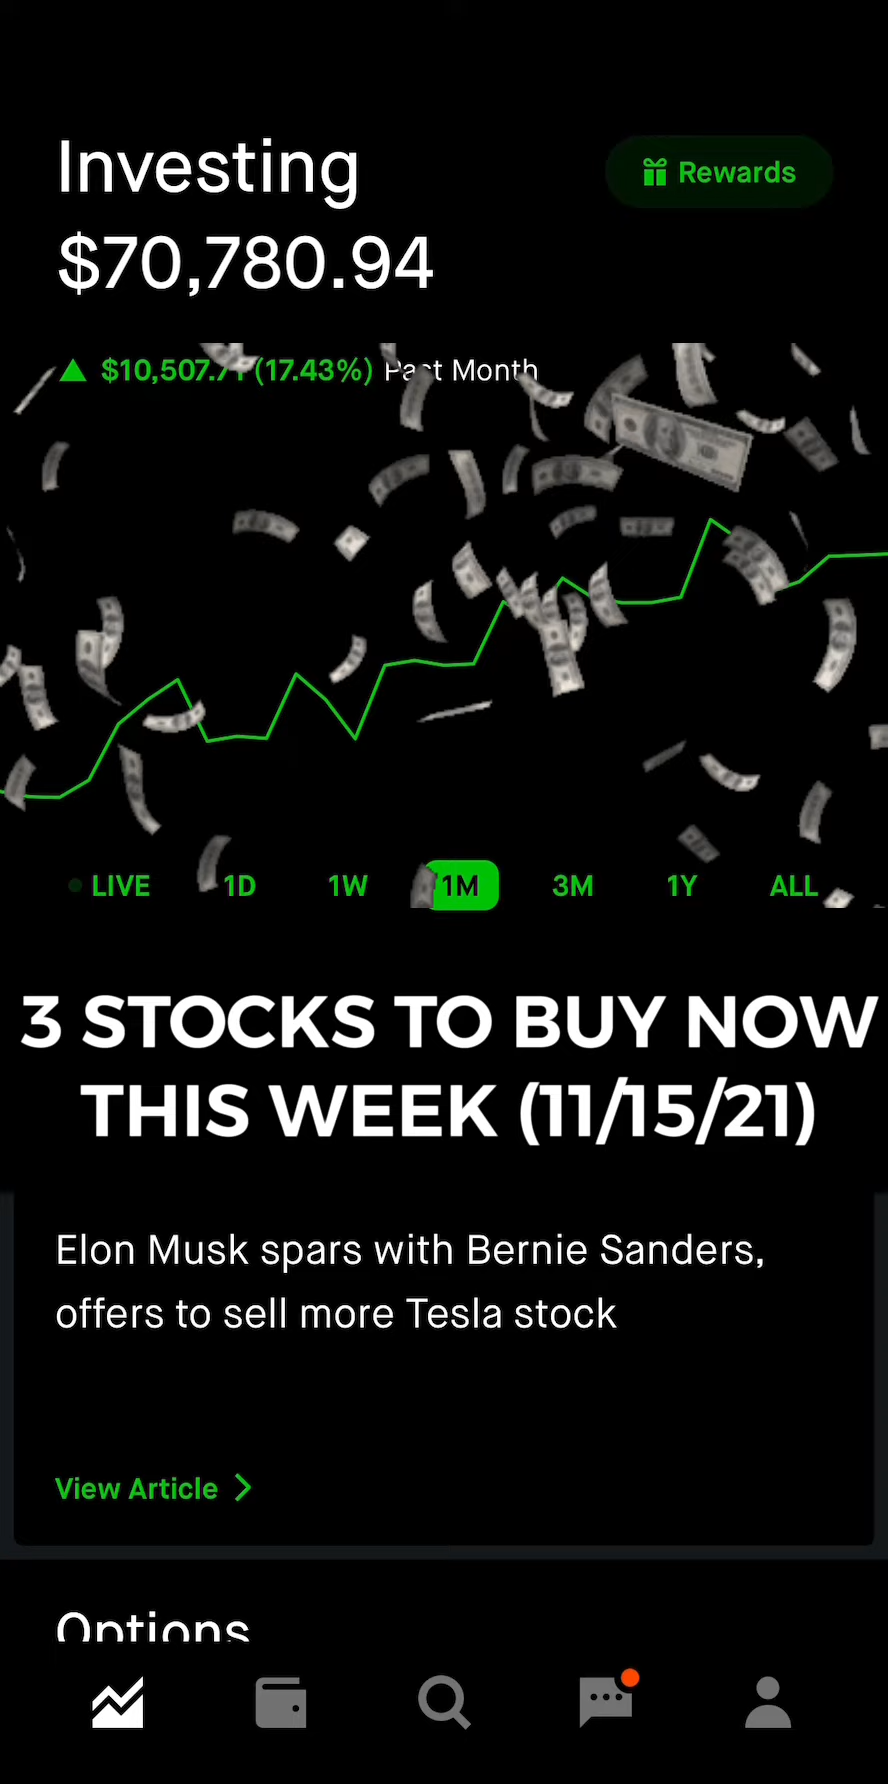 Investing
Rewards
$70,780.94
(17.43%) Past Month
LIVE 1D 1W 1M 3M 1Y ALL
3 STOCKS TO BUY NOW
THIS WEEK (11/15/21)
Elon Musk spars with Bernie Sanders,
offers to sell more Tesla stock
View Article
Options